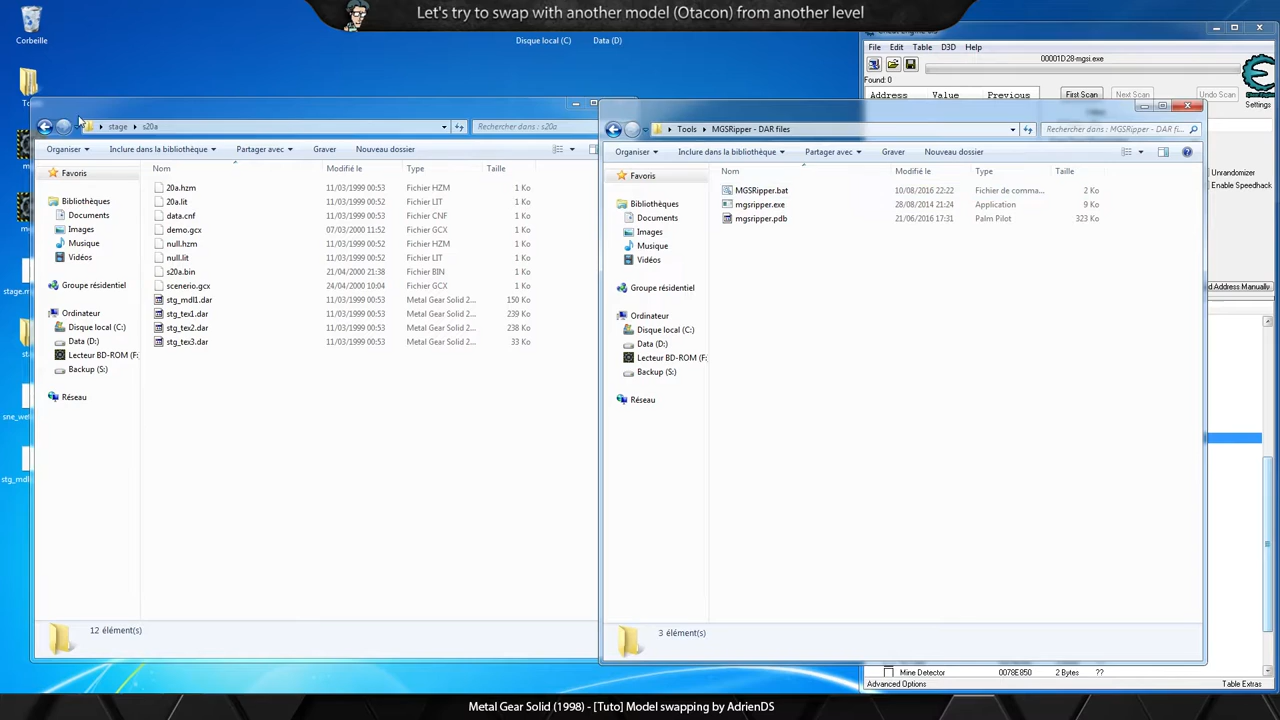 Let's try to swap with another model (Otacon) from another level
Corbeille
Disque local (C)
Data (D)
File Edit Table D3D Help
00001D28-mgsi.exe
Found: 0
Address Value Previous
First Scan
Next Scan
Undo Scan
Settings
Unrandomizer
Enable Speedhack
stage
s20a
Rechercher dans : s20a
Organiser
Inclure dans la bibliothèque
Partager avec
Graver
Nouveau dossier
Favoris
Bibliothèques
Documents
Images
Musique
Vidéos
Groupe résidentiel
Ordinateur
Disque local (C:)
Data (D:)
Lecteur BD-ROM (F:
Backup (S:)
Réseau
Nom Modifié le Type Taille
20a.hzm 11/03/1999 00:53 Fichier HZM 1 Ko
20a.lit 11/03/1999 00:52 Fichier LIT 1 Ko
data.cnf 11/03/1999 00:53 Fichier CNF 1 Ko
demo.gcx 07/03/2000 11:52 Fichier GCX 1 Ko
null.hzm 11/03/1999 00:52 Fichier HZM 1 Ko
null.lit 11/03/1999 00:52 Fichier LIT 1 Ko
s20a.bin 21/04/2000 21:38 Fichier BIN 1 Ko
scenerio.gcx 24/04/2000 10:04 Fichier GCX 1 Ko
stg_mdl1.dar 11/03/1999 00:53 Metal Gear Solid 2... 150 Ko
stg_tex1.dar 11/03/1999 00:53 Metal Gear Solid 2... 239 Ko
stg_tex2.dar 11/03/1999 00:53 Metal Gear Solid 2... 238 Ko
stg_tex3.dar 11/03/1999 00:53 Metal Gear Solid 2... 33 Ko
12 élément(s)
Tools
MGSRipper - DAR files
Rechercher dans : MGSRipper - DAR fi...
Organiser
Inclure dans la bibliothèque
Partager avec
Graver
Nouveau dossier
Favoris
Bibliothèques
Documents
Images
Musique
Vidéos
Groupe résidentiel
Ordinateur
Disque local (C:)
Data (D:)
Lecteur BD-ROM (F:
Backup (S:)
Réseau
Nom Modifié le Type Taille
MGSRipper.bat 10/08/2016 22:22 Fichier de comma... 2 Ko
mgsripper.exe 28/08/2014 21:24 Application 9 Ko
mgsripper.pdb 21/06/2016 17:31 Palm Pilot 323 Ko
3 élément(s)
d Address Manually
Mine Detector 0078E850 2 Bytes ??
Advanced Options
Table Extras
Metal Gear Solid (1998) - [Tuto] Model swapping by AdrienDS